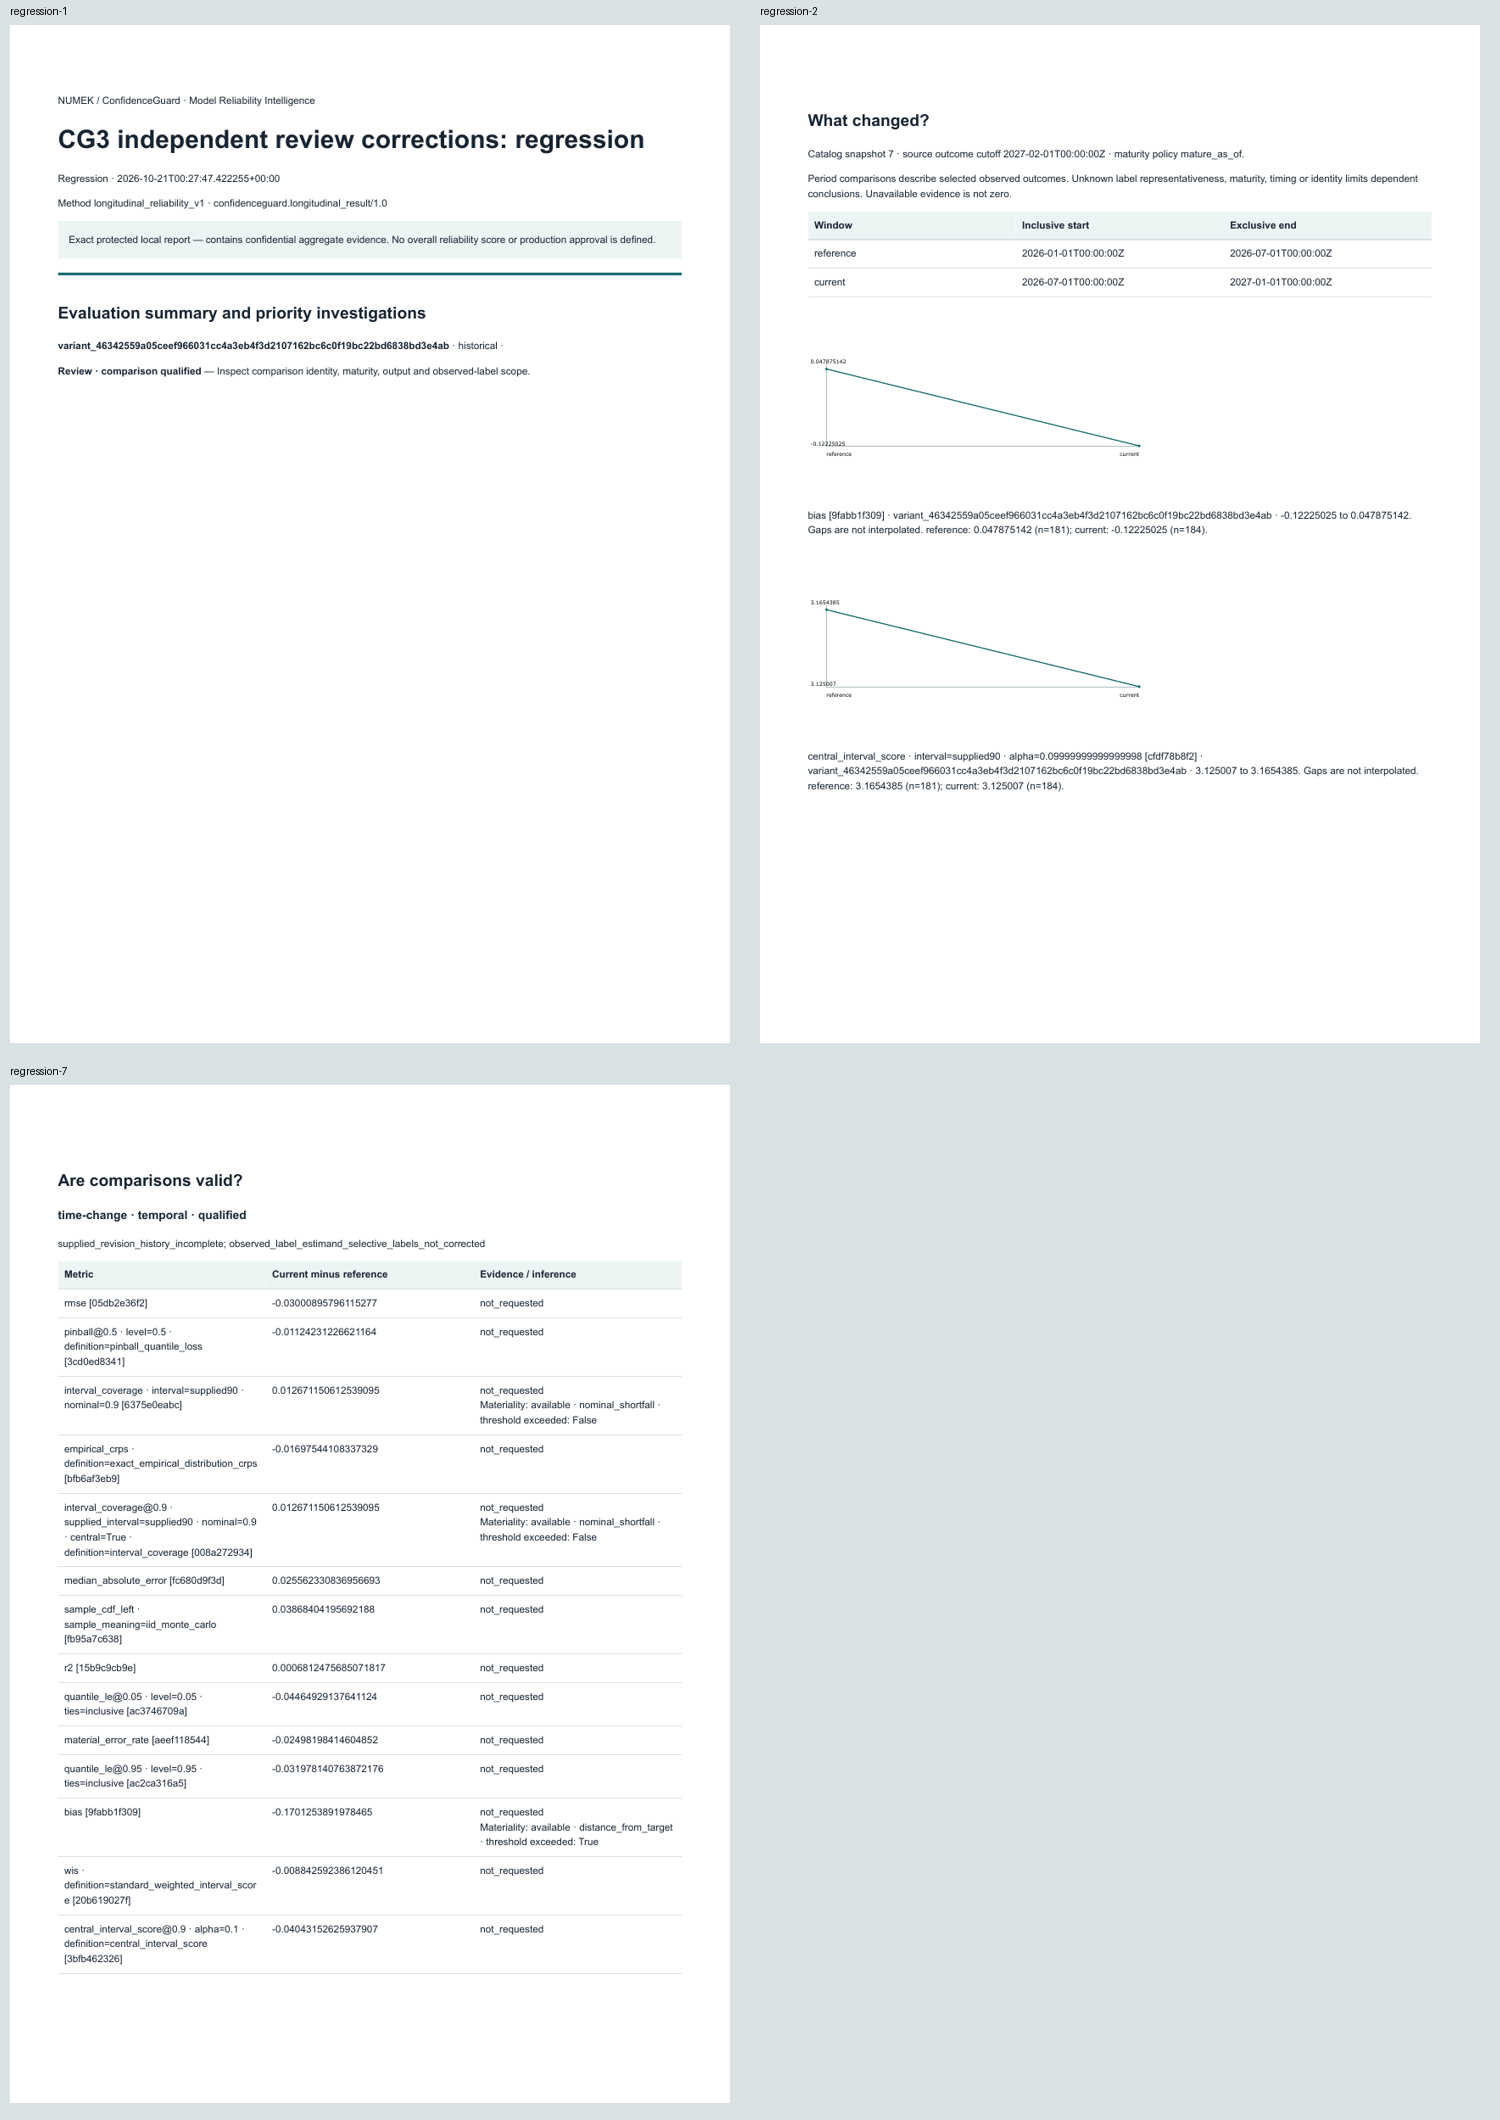 regression-1
NUMEK / ConfidenceGuard · Model Reliability Intelligence
CG3 independent review corrections: regression
Regression · 2026-10-21T00:27:47.422255+00:00
Method longitudinal_reliability_v1 · confidenceguard.longitudinal_result/1.0
Exact protected local report — contains confidential aggregate evidence. No overall reliability score or production approval is defined.
Evaluation summary and priority investigations
variant_46342559a05ceef966031cc4a3eb4f3d2107162bc6c0f19bc22bd6838bd3e4ab · historical ·
Review · comparison qualified — Inspect comparison identity, maturity, output and observed-label scope.
regression-2
What changed?
Catalog snapshot 7 · source outcome cutoff 2027-02-01T00:00:00Z · maturity policy mature_as_of.
Period comparisons describe selected observed outcomes. Unknown label representativeness, maturity, timing or identity limits dependent
conclusions. Unavailable evidence is not zero.
Window Inclusive start Exclusive end
reference 2026-01-01T00:00:00Z 2026-07-01T00:00:00Z
current 2026-07-01T00:00:00Z 2027-01-01T00:00:00Z
0.047875142
-0.12225025
reference current
bias [9fabb1f309] · variant_46342559a05ceef966031cc4a3eb4f3d2107162bc6c0f19bc22bd6838bd3e4ab · -0.12225025 to 0.047875142.
Gaps are not interpolated. reference: 0.047875142 (n=181); current: -0.12225025 (n=184).
3.1654385
3.125007
reference current
central_interval_score · interval=supplied90 · alpha=0.09999999999999998 [cfdf78b8f2] ·
variant_46342559a05ceef966031cc4a3eb4f3d2107162bc6c0f19bc22bd6838bd3e4ab · 3.125007 to 3.1654385. Gaps are not interpolated.
reference: 3.1654385 (n=181); current: 3.125007 (n=184).
regression-7
Are comparisons valid?
time-change · temporal · qualified
supplied_revision_history_incomplete; observed_label_estimand_selective_labels_not_corrected
Metric Current minus reference Evidence / inference
rmse [05db2e36f2] -0.03000895796115277 not_requested
pinball@0.5 · level=0.5 · -0.01124231226621164 not_requested
definition=pinball_quantile_loss
[3cd0ed8341]
interval_coverage · interval=supplied90 · 0.012671150612539095 not_requested
nominal=0.9 [6375e0eabc] Materiality: available · nominal_shortfall ·
threshold exceeded: False
empirical_crps · -0.01697544108337329 not_requested
definition=exact_empirical_distribution_crps
[bfb6af3eb9]
interval_coverage@0.9 · 0.012671150612539095 not_requested
supplied_interval=supplied90 · nominal=0.9 Materiality: available · nominal_shortfall ·
· central=True · threshold exceeded: False
definition=interval_coverage [008a272934]
median_absolute_error [fc680d9f3d] 0.025562330836956693 not_requested
sample_cdf_left · 0.03868404195692188 not_requested
sample_meaning=iid_monte_carlo
[fb95a7c638]
r2 [15b9c9cb9e] 0.0006812475685071817 not_requested
quantile_le@0.05 · level=0.05 · -0.04464929137641124 not_requested
ties=inclusive [ac3746709a]
material_error_rate [aeef118544] -0.02498198414604852 not_requested
quantile_le@0.95 · level=0.95 · -0.031978140763872176 not_requested
ties=inclusive [ac2ca316a5]
bias [9fabb1f309] -0.1701253891978465 not_requested
Materiality: available · distance_from_target
· threshold exceeded: True
wis · -0.008842592386120451 not_requested
definition=standard_weighted_interval_scor
e [20b619027f]
central_interval_score@0.9 · alpha=0.1 · -0.04043152625937907 not_requested
definition=central_interval_score
[3bfb462326]